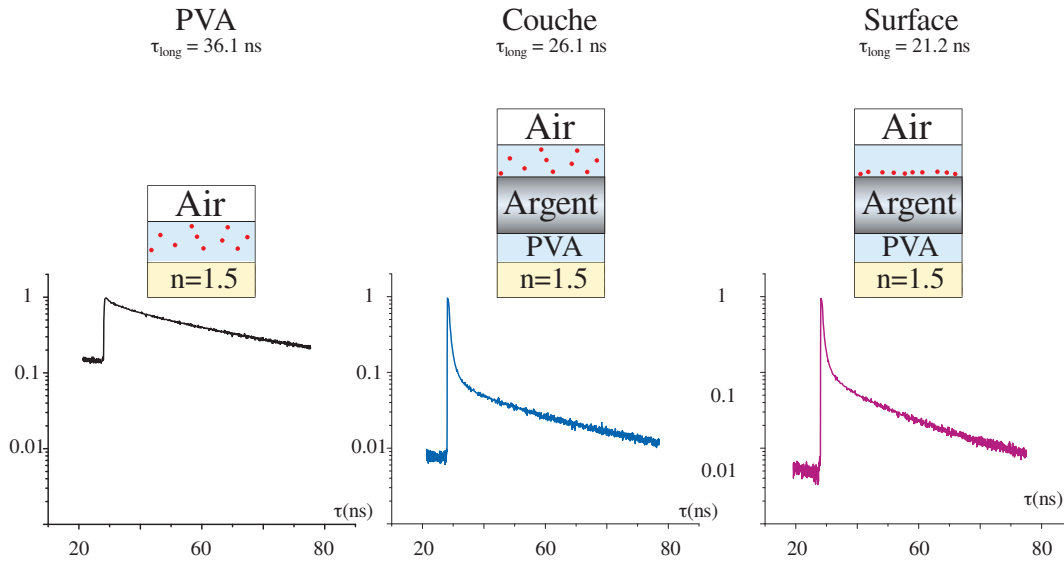 PVA
τlong = 36.1 ns
Couche
τlong = 26.1 ns
Surface
τlong = 21.2 ns
Air
n=1.5
Air
Argent
PVA
n=1.5
Air
Argent
PVA
n=1.5
1
0.1
0.01
τ(ns)
20
60
80
1
0.1
0.01
τ(ns)
20
60
80
1
0.1
0.01
τ(ns)
20
60
80